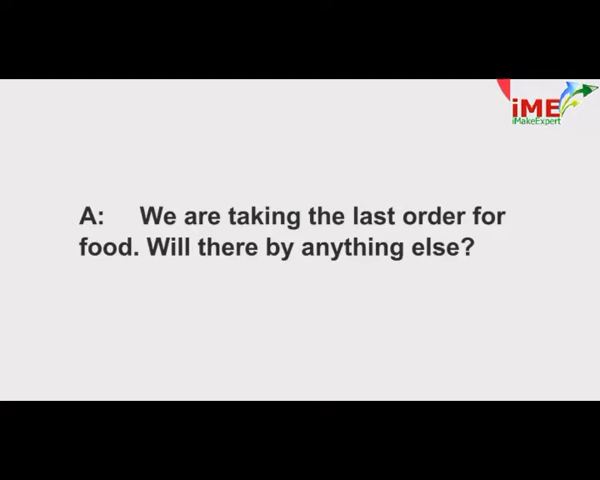 iME
iMakeExpert
A: We are taking the last order for
food. Will there by anything else?